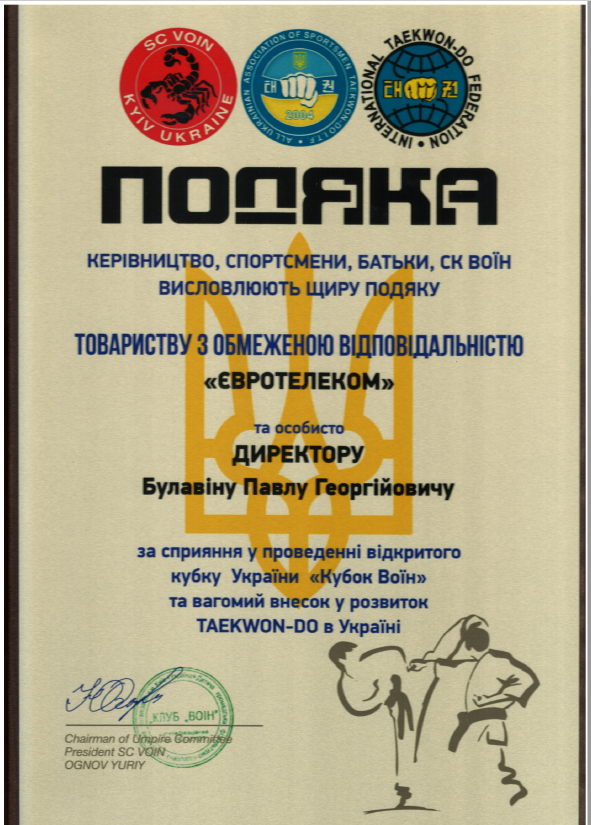 SC VOIN
KYIV UKRAINE
ALL UKRAINIAN ASSOCIATION OF SPORTSMEN TAEKWON-DO I.T.F.
2004
INTERNATIONAL TAEKWON-DO FEDERATION
ПОДЯКА
КЕРІВНИЦТВО, СПОРТСМЕНИ, БАТЬКИ, СК ВОЇН
ВИСЛОВЛЮЮТЬ ЩИРУ ПОДЯКУ
ТОВАРИСТВУ З ОБМЕЖЕНОЮ ВІДПОВІДАЛЬНІСТЮ
«ЄВРОТЕЛЕКОМ»
та особисто
ДИРЕКТОРУ
Булавіну Павлу Георгійовичу
за сприяння у проведенні відкритого
кубку України «Кубок Воїн»
та вагомий внесок у розвиток
TAEKWON-DO в Україні
КЛУБ „ВОЇН"
Chairman of Umpire Committe
President SC VOIN
OGNOV YURIY